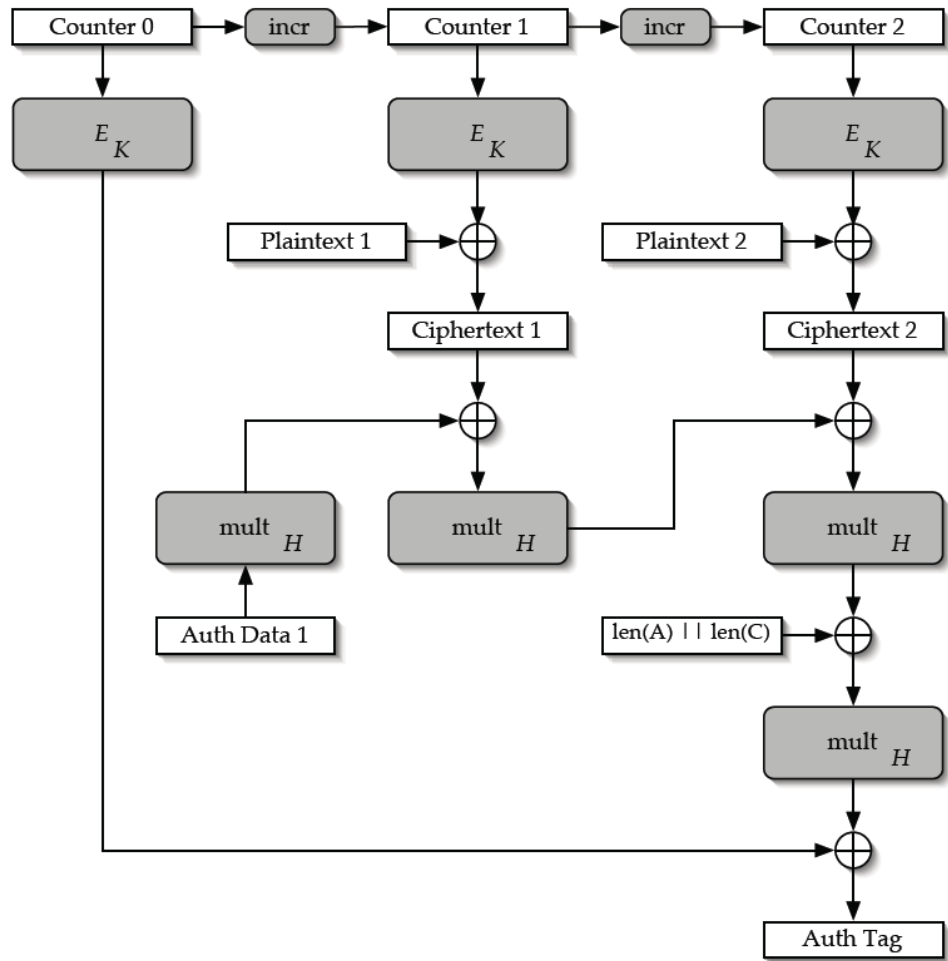 Counter 0 incr Counter 1 incr Counter 2
E K E K E K
Plaintext 1 Plaintext 2
Ciphertext 1 Ciphertext 2
mult H mult H mult H
Auth Data 1 len(A) || len(C)
mult H
Auth Tag